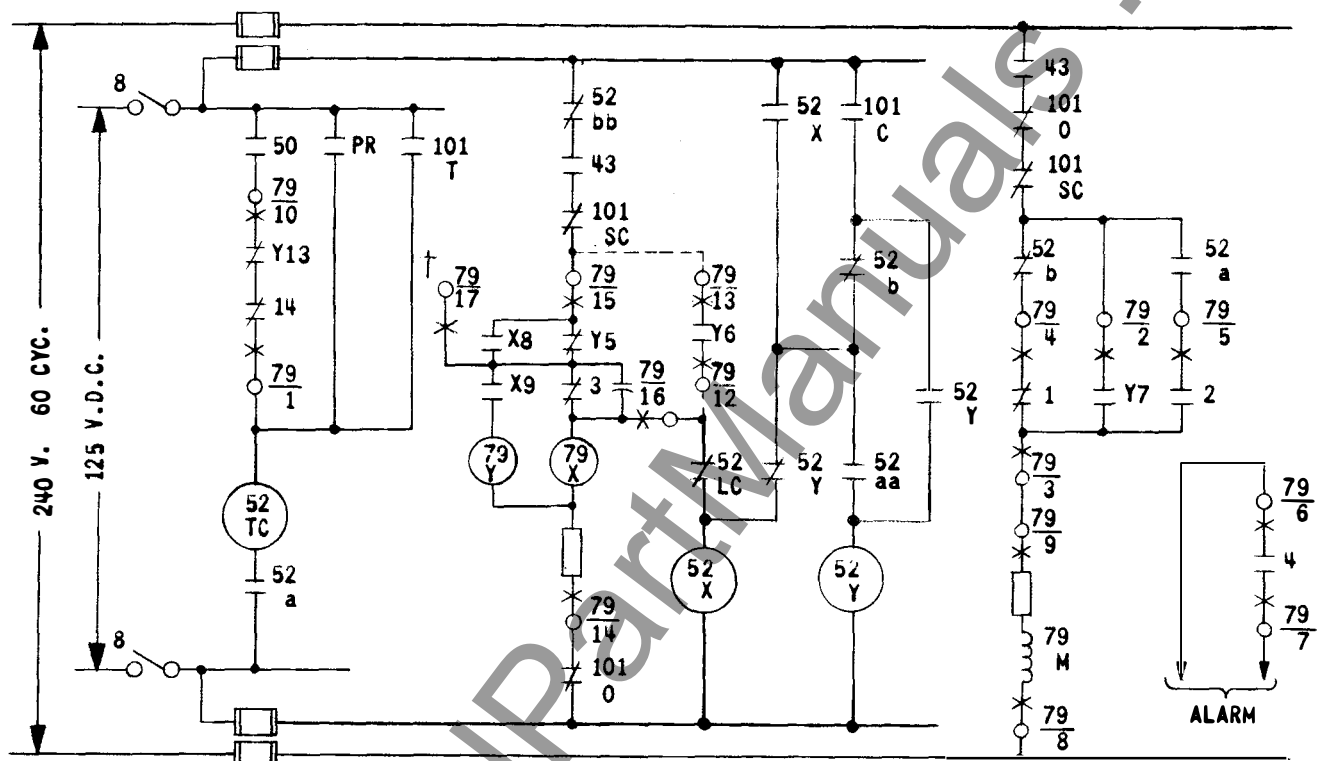 240 V. 60 CYC.
125 V.D.C.
8
50
79
10
Y13
14
79
1
PR
101
T
52
TC
52
a
8
†
79
17
X8
X9
79
Y
52
bb
43
101
SC
79
15
Y5
3
79
X
79
16
79
14
101
O
79
13
Y6
79
12
52
LC
52
X
52
X
52
Y
101
C
52
b
52
aa
52
Y
52
Y
43
101
O
101
SC
52
b
79
4
1
79
2
Y7
52
a
79
5
2
79
3
79
9
79
M
79
8
79
6
4
79
7
ALARM
PartManuals